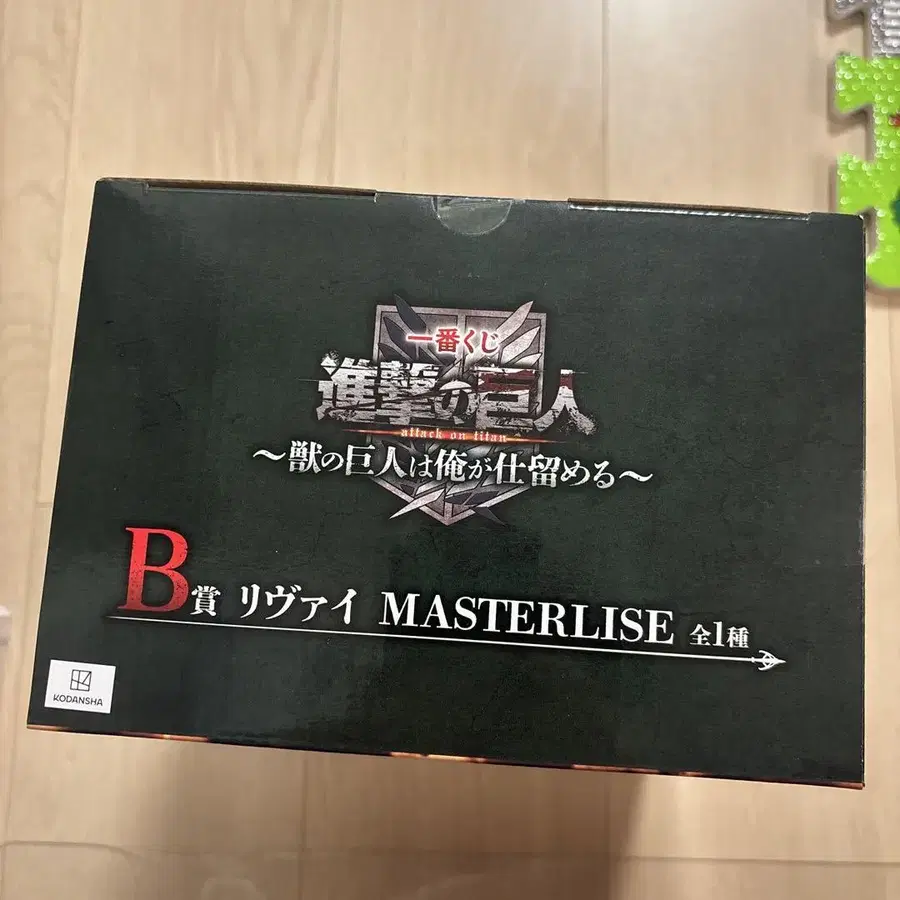 一番くじ
進撃の巨人
attack on titan
～獣の巨人は俺が仕留める～
B賞 リヴァイ MASTERLISE 全1種
KODANSHA